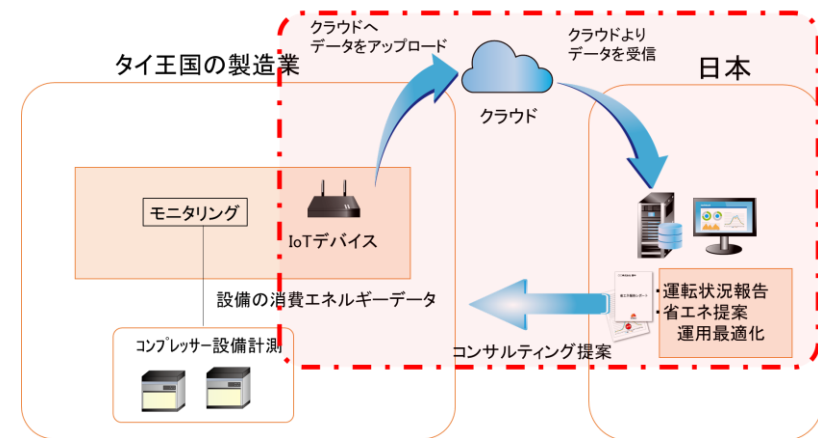 クラウドへ
データをアップロード
クラウドより
データを受信
タイ王国の製造業
日本
クラウド
モニタリング
IoTデバイス
設備の消費エネルギーデータ
・運転状況報告
・省エネ提案
運用最適化
コンプレッサー設備計測
コンサルティング提案